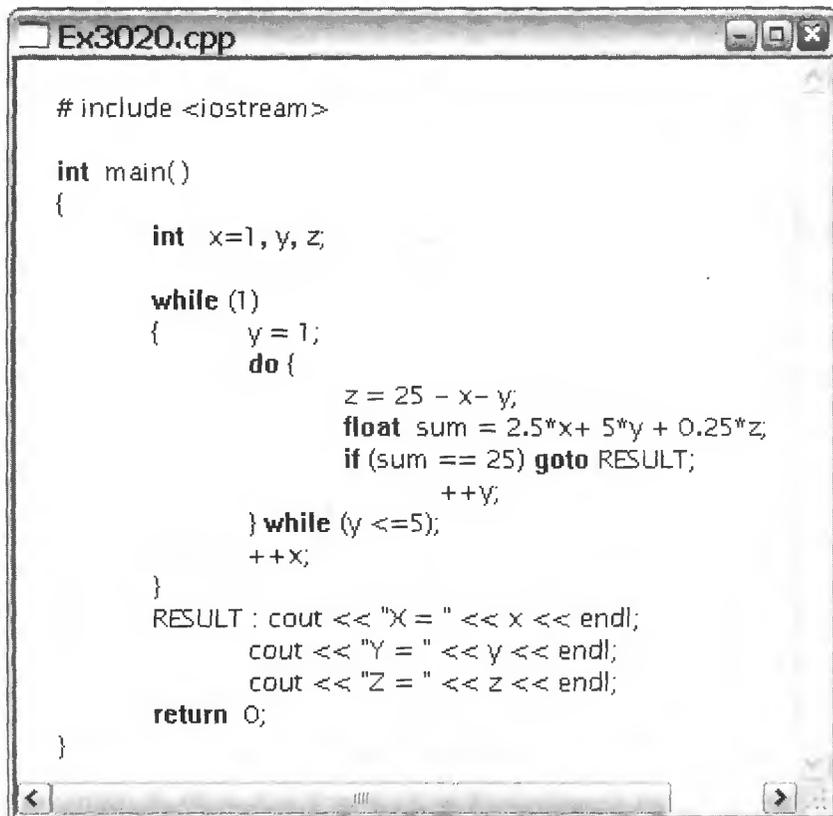 Ex3020.cpp
# include <iostream>
int main()
{
int x=1, y, z;
while (1)
{ y = 1;
do {
z = 25 – x– y;
float sum = 2.5*x+ 5*y + 0.25*z;
if (sum == 25) goto RESULT;
++y;
} while (y <=5);
++x;
}
RESULT : cout << "X = " << x << endl;
cout << "Y = " << y << endl;
cout << "Z = " << z << endl;
return 0;
}